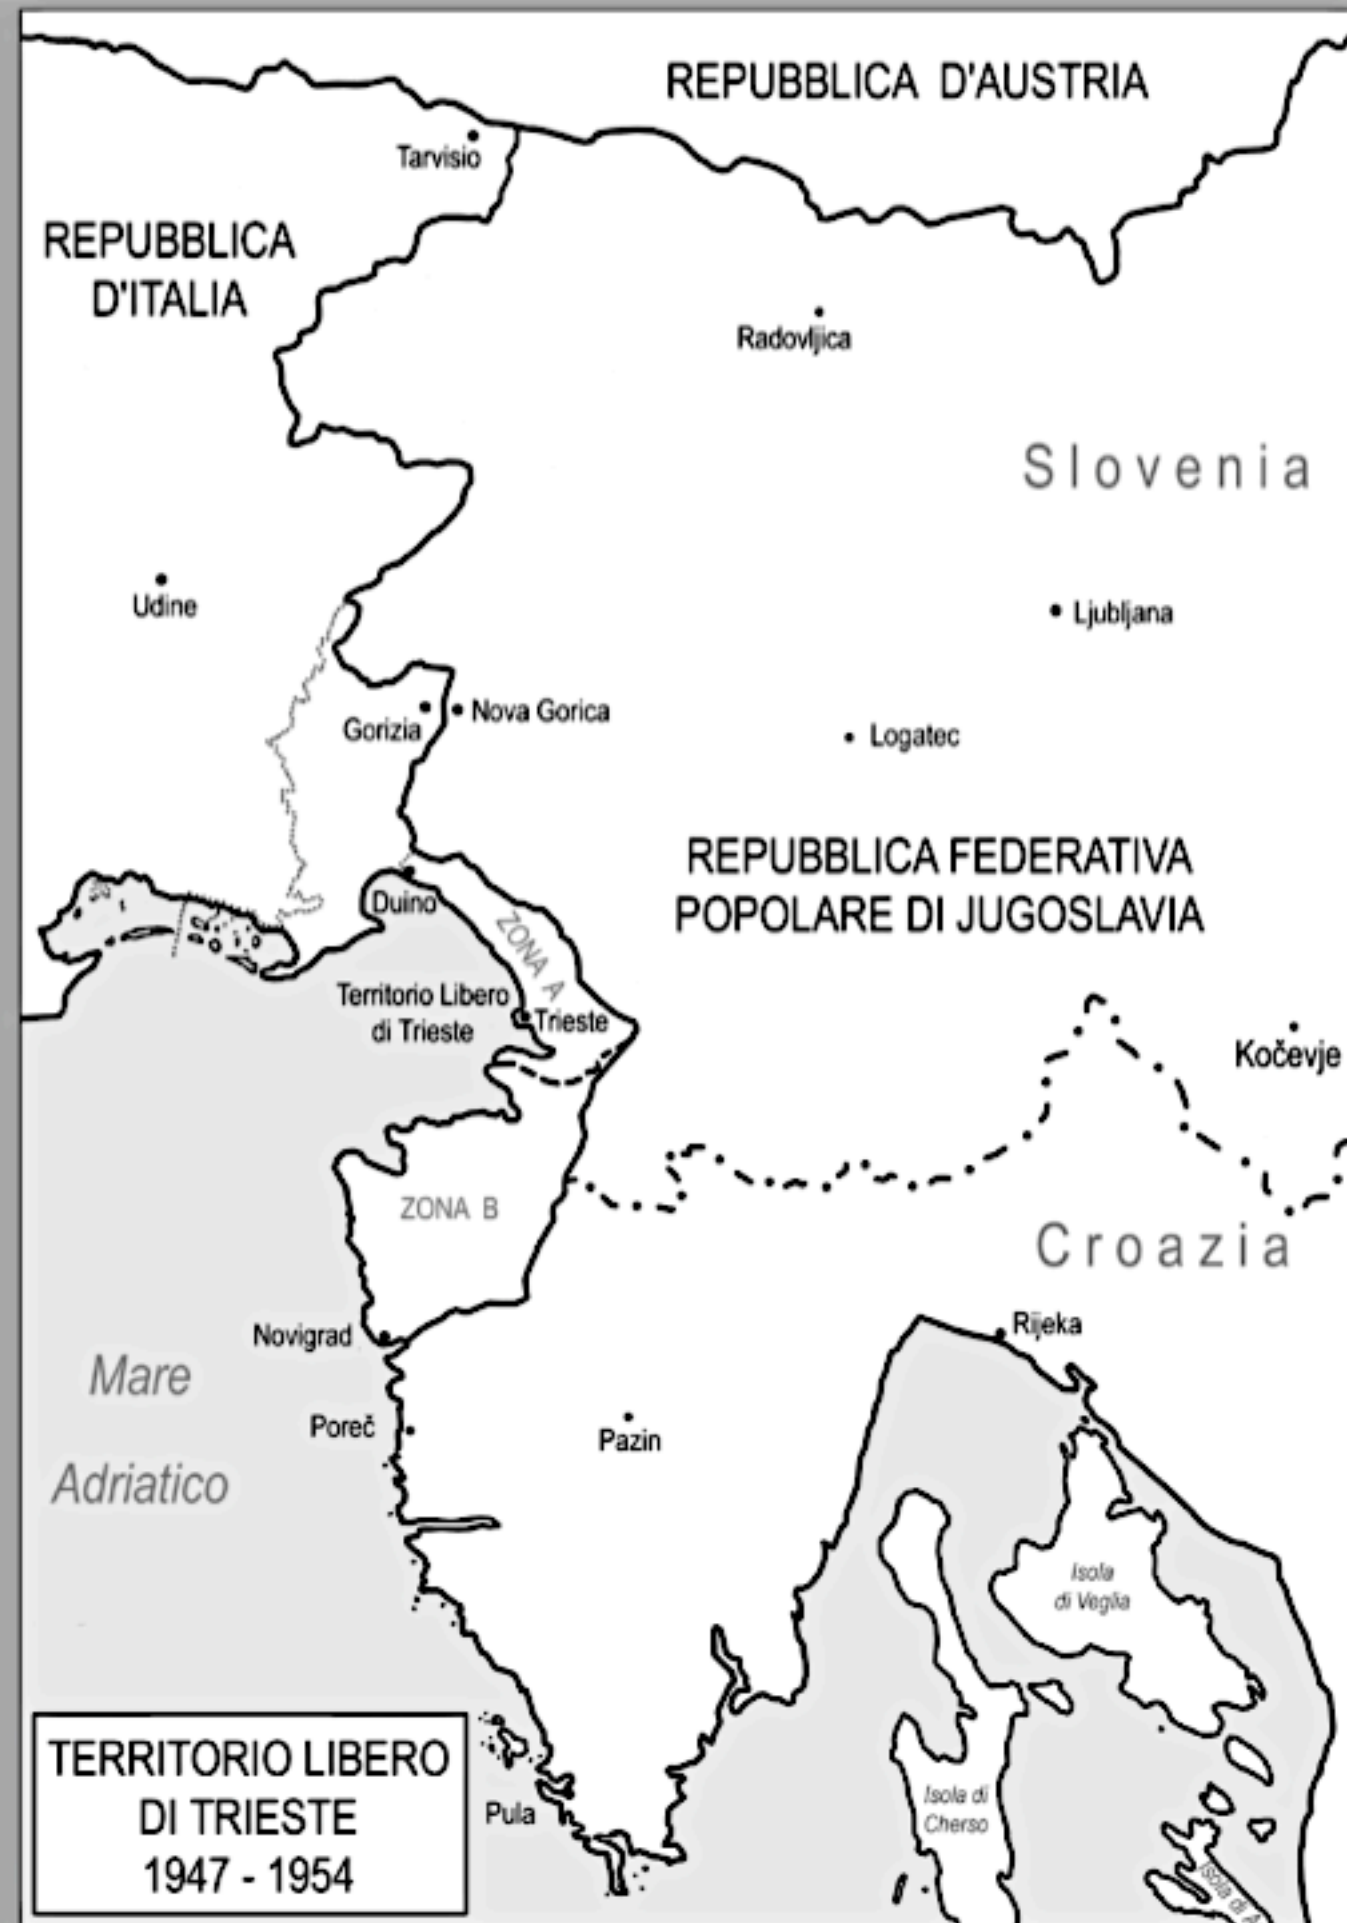 REPUBBLICA D'AUSTRIA
Tarvisio
REPUBBLICA
D'ITALIA
Radovljica
Slovenia
Udine
Ljubljana
Gorizia
Nova Gorica
Logatec
REPUBBLICA FEDERATIVA
POPOLARE DI JUGOSLAVIA
Duino
ZONA A
Territorio Libero
di Trieste
Trieste
Kočevje
ZONA B
Croazia
Novigrad
Rijeka
Mare
Adriatico
Poreč
Pazin
Isola
di Veglia
Isola di
Cherso
Pula
Isola di
TERRITORIO LIBERO
DI TRIESTE
1947 - 1954